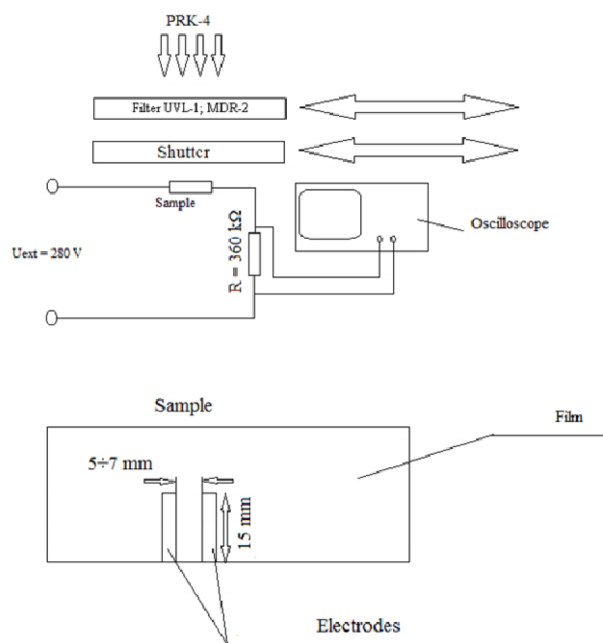 PRK-4
Filter UVL-1; MDR-2
Shutter
Sample
Oscilloscope
Uext = 280 V
R = 360 kΩ
Sample
Film
5÷7 mm
15 mm
Electrodes